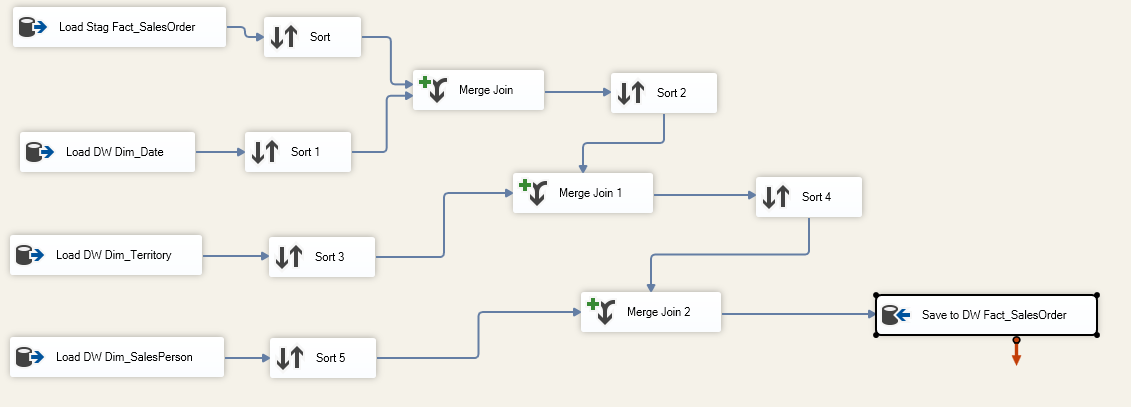 Load Stag Fact_SalesOrder
Sort
Merge Join
Sort 2
Load DW Dim_Date
Sort 1
Merge Join 1
Sort 4
Load DW Dim_Territory
Sort 3
Merge Join 2
Save to DW Fact_SalesOrder
Load DW Dim_SalesPerson
Sort 5